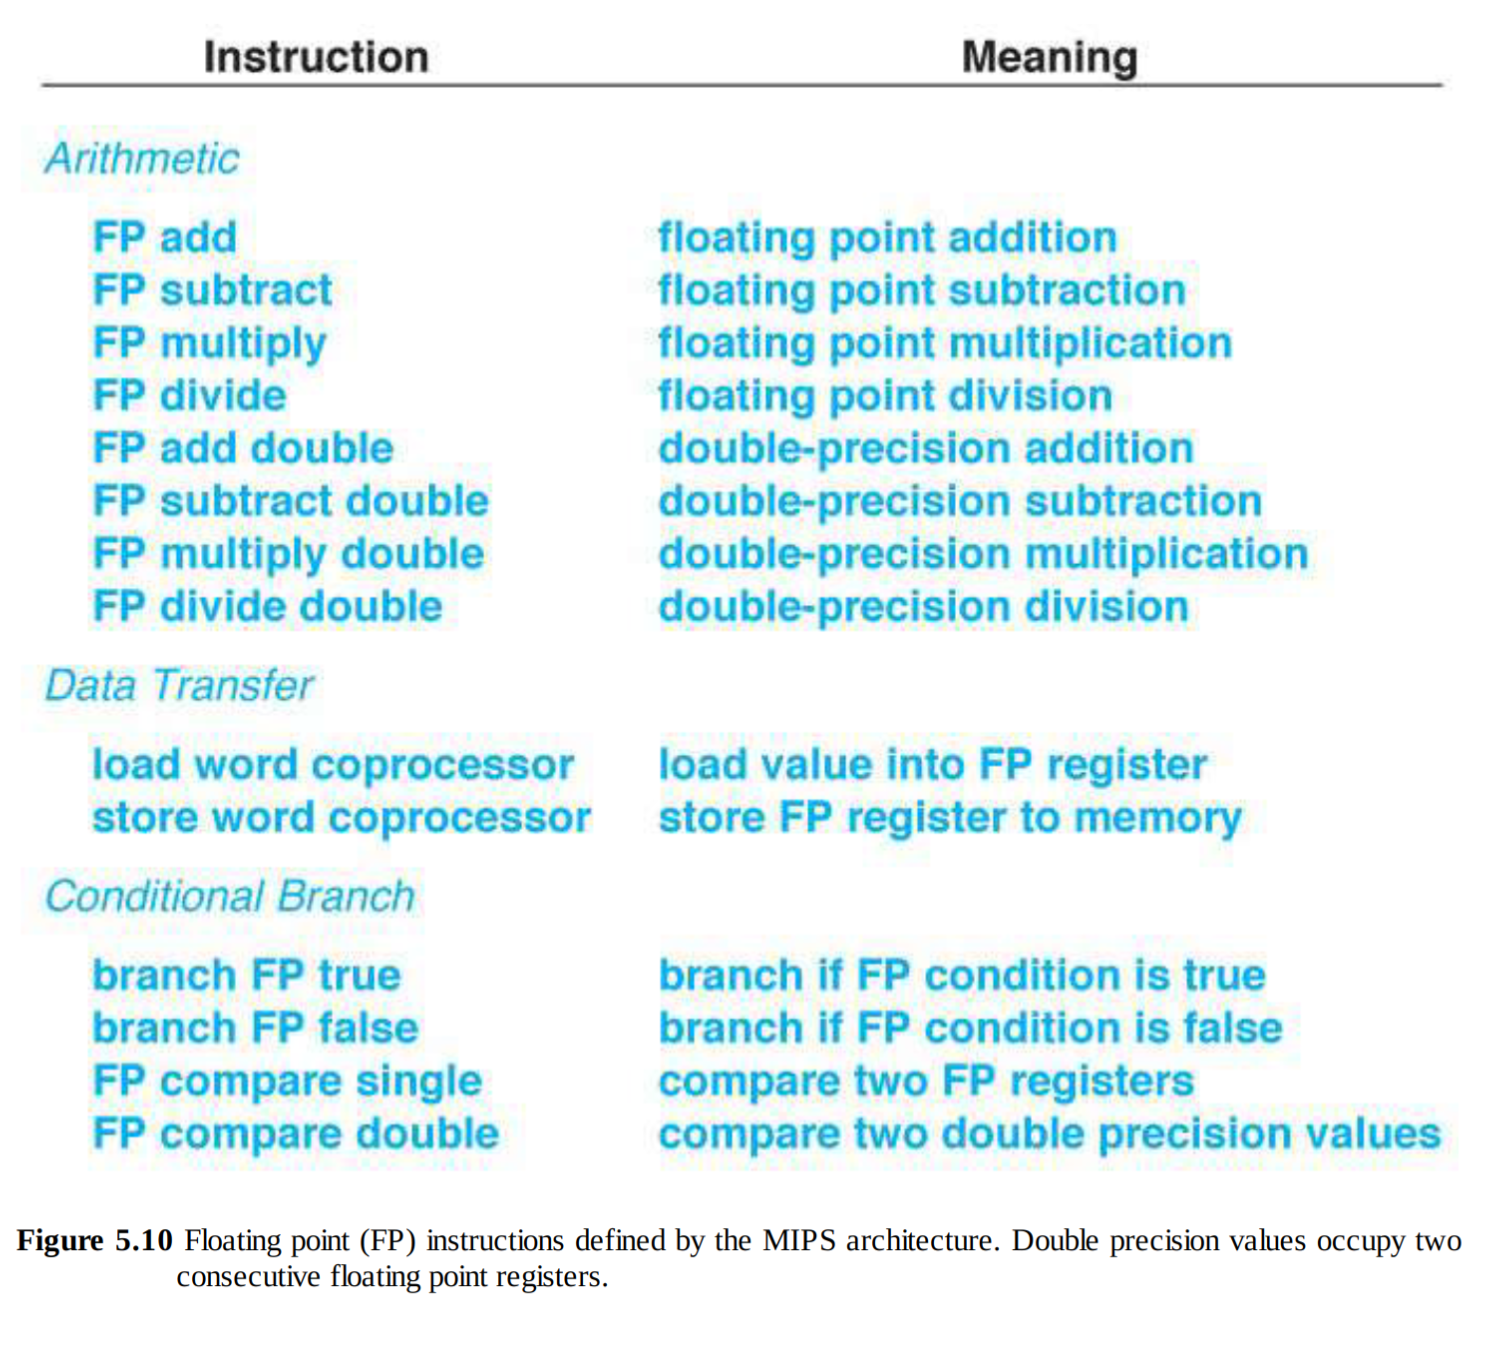 Instruction Meaning
Arithmetic
FP add floating point addition
FP subtract floating point subtraction
FP multiply floating point multiplication
FP divide floating point division
FP add double double-precision addition
FP subtract double double-precision subtraction
FP multiply double double-precision multiplication
FP divide double double-precision division
Data Transfer
load word coprocessor load value into FP register
store word coprocessor store FP register to memory
Conditional Branch
branch FP true branch if FP condition is true
branch FP false branch if FP condition is false
FP compare single compare two FP registers
FP compare double compare two double precision values
Figure 5.10 Floating point (FP) instructions defined by the MIPS architecture. Double precision values occupy two
consecutive floating point registers.